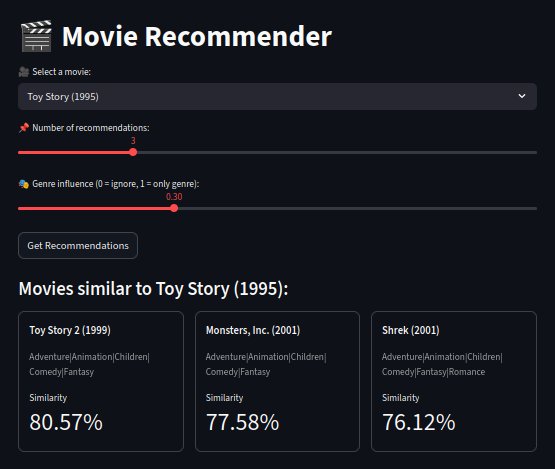 🎬 Movie Recommender
🎥 Select a movie:
Toy Story (1995)
📌 Number of recommendations:
3
🎭 Genre influence (0 = ignore, 1 = only genre):
0.30
Get Recommendations
Movies similar to Toy Story (1995):
Toy Story 2 (1999)
Adventure|Animation|Children|
Comedy|Fantasy
Similarity
80.57%
Monsters, Inc. (2001)
Adventure|Animation|Children|
Comedy|Fantasy
Similarity
77.58%
Shrek (2001)
Adventure|Animation|Children|
Comedy|Fantasy|Romance
Similarity
76.12%